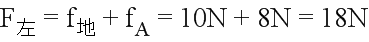 F左 = f地 + fA = 10N + 8N = 18N